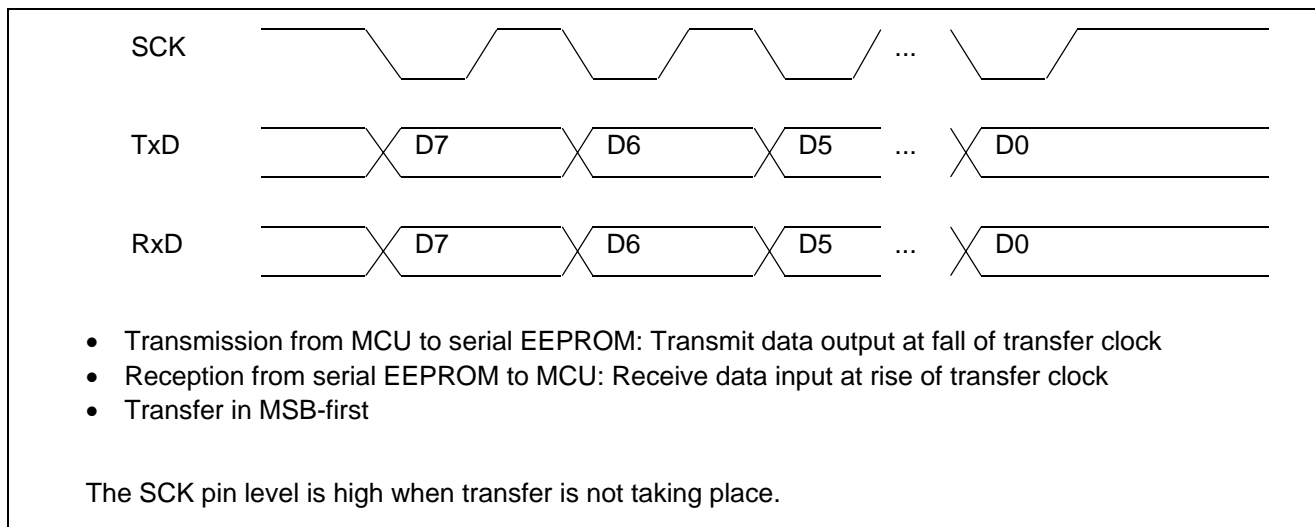 SCK ...
TxD D7 D6 D5 ... D0
RxD D7 D6 D5 ... D0
• Transmission from MCU to serial EEPROM: Transmit data output at fall of transfer clock
• Reception from serial EEPROM to MCU: Receive data input at rise of transfer clock
• Transfer in MSB-first
The SCK pin level is high when transfer is not taking place.